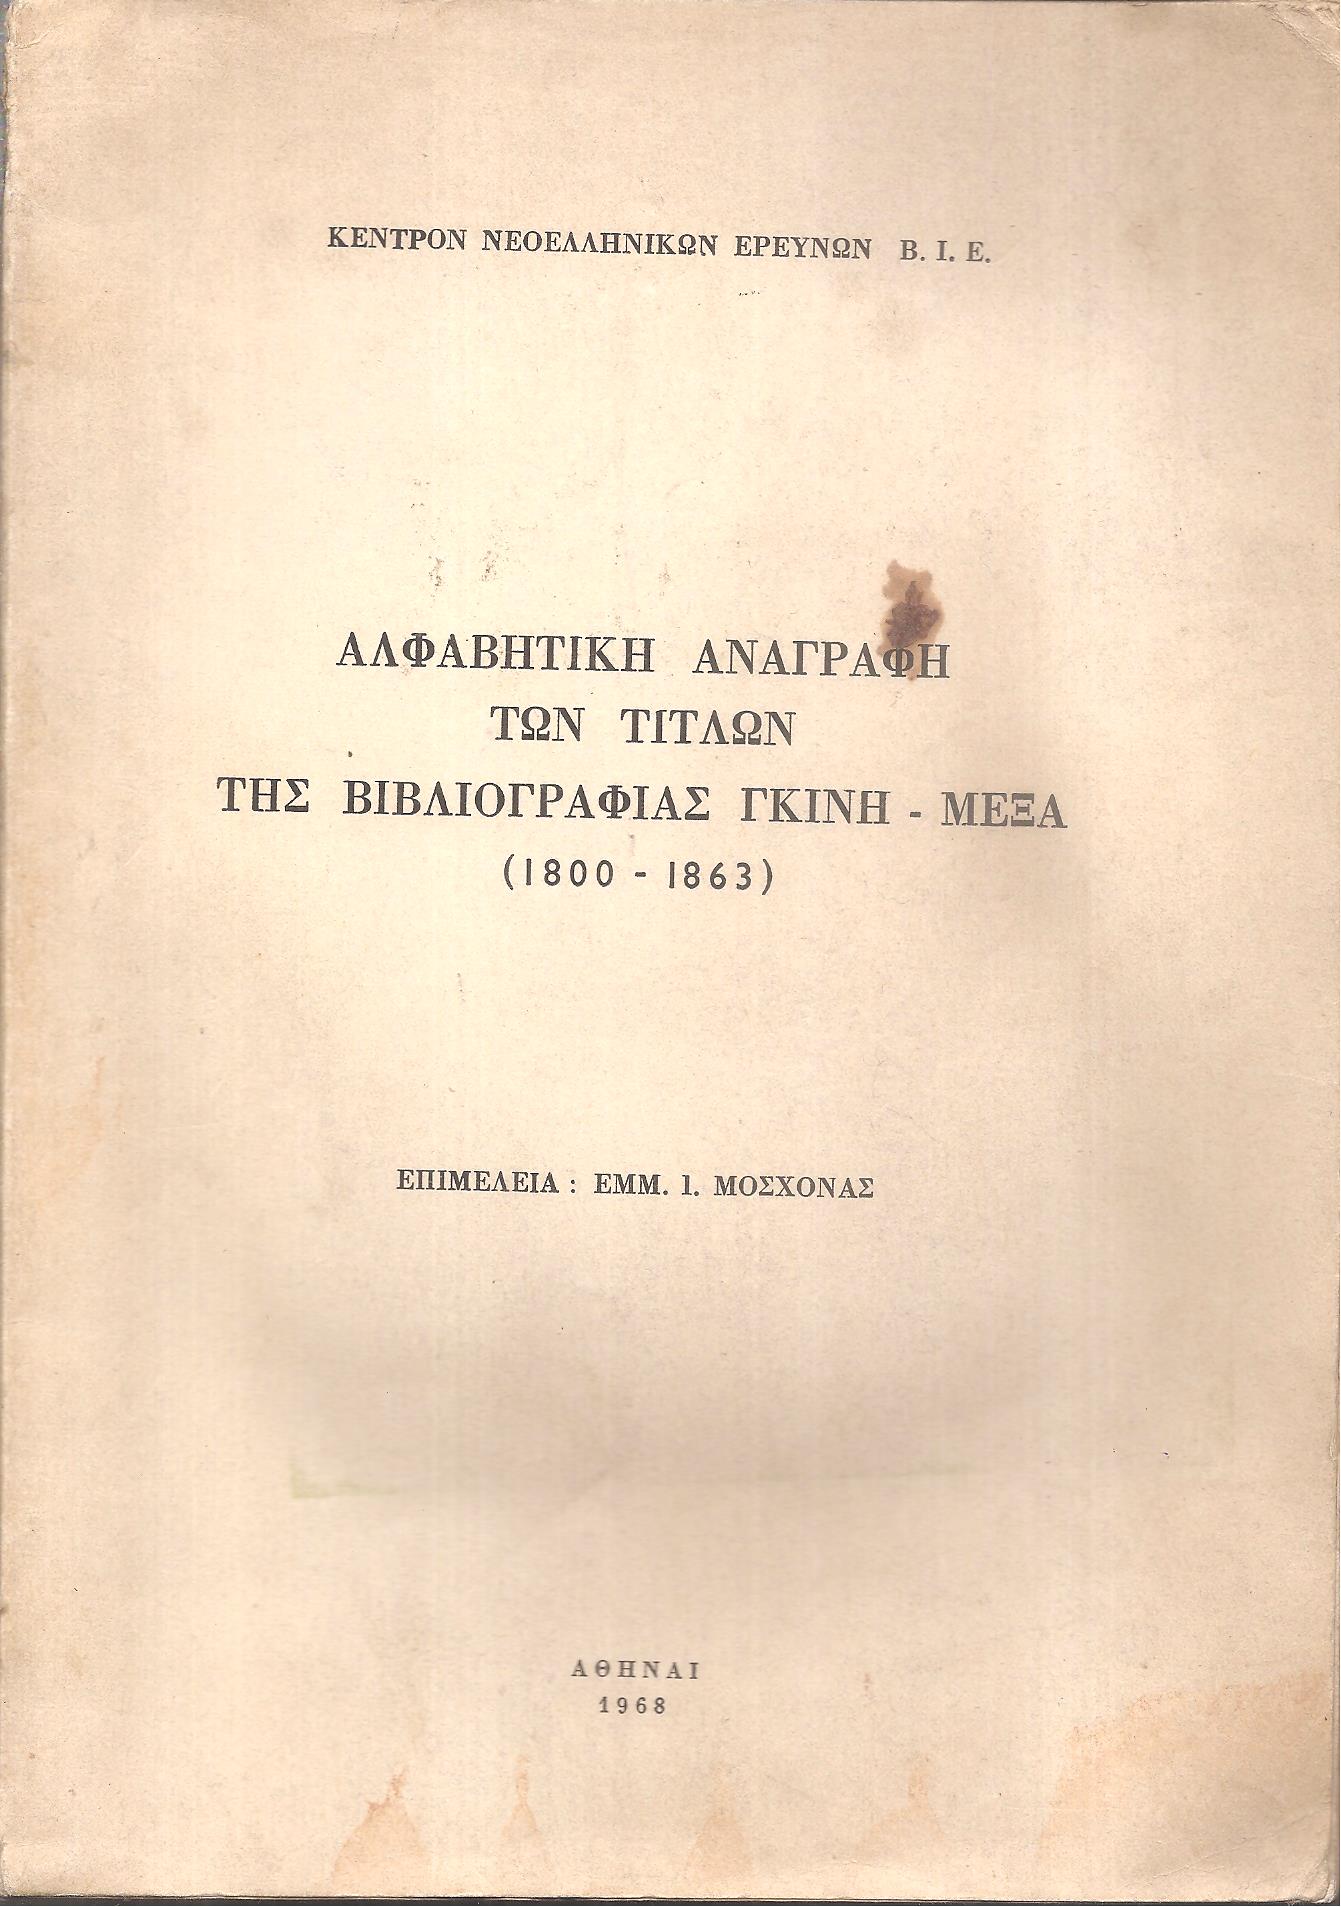 ΚΕΝΤΡΟΝ ΝΕΟΕΛΛΗΝΙΚΩΝ ΕΡΕΥΝΩΝ Β. Ι. Ε.
ΑΛΦΑΒΗΤΙΚΗ ΑΝΑΓΡΑΦΗ
ΤΩΝ ΤΙΤΛΩΝ
ΤΗΣ ΒΙΒΛΙΟΓΡΑΦΙΑΣ ΓΚΙΝΗ - ΜΕΞΑ
(1800 - 1863)
ΕΠΙΜΕΛΕΙΑ : ΕΜΜ. Ι. ΜΟΣΧΟΝΑΣ
ΑΘΗΝΑΙ
1968